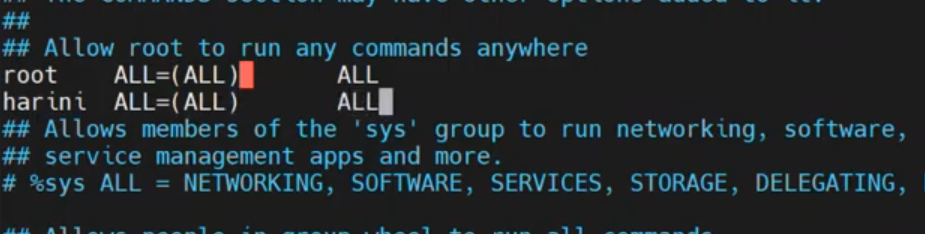 ## The COMMANDS section may have other options added to it.
##
## Allow root to run any commands anywhere
root    ALL=(ALL)       ALL
harini  ALL=(ALL)       ALL
## Allows members of the 'sys' group to run networking, software,
## service management apps and more.
# %sys ALL = NETWORKING, SOFTWARE, SERVICES, STORAGE, DELEGATING,
## Allows people in group wheel to run all commands